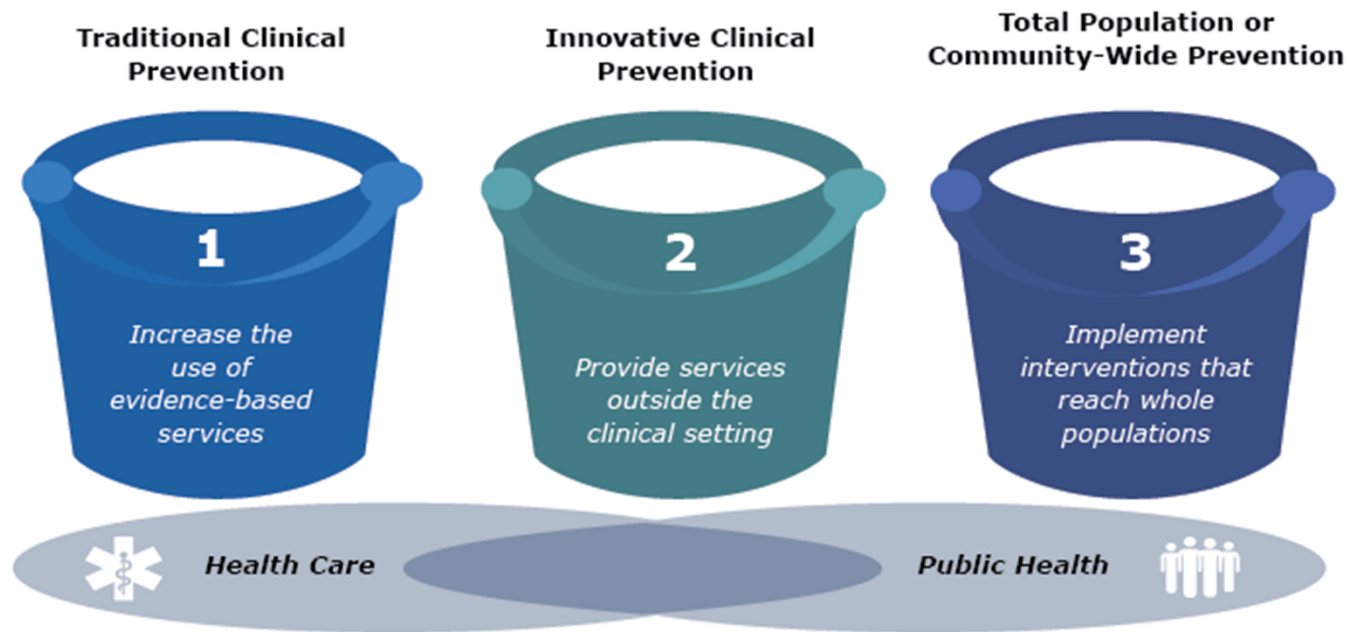 Traditional Clinical
Prevention
Innovative Clinical
Prevention
Total Population or
Community-Wide Prevention
1
Increase the
use of
evidence-based
services
2
Provide services
outside the
clinical setting
3
Implement
interventions that
reach whole
populations
Health Care
Public Health